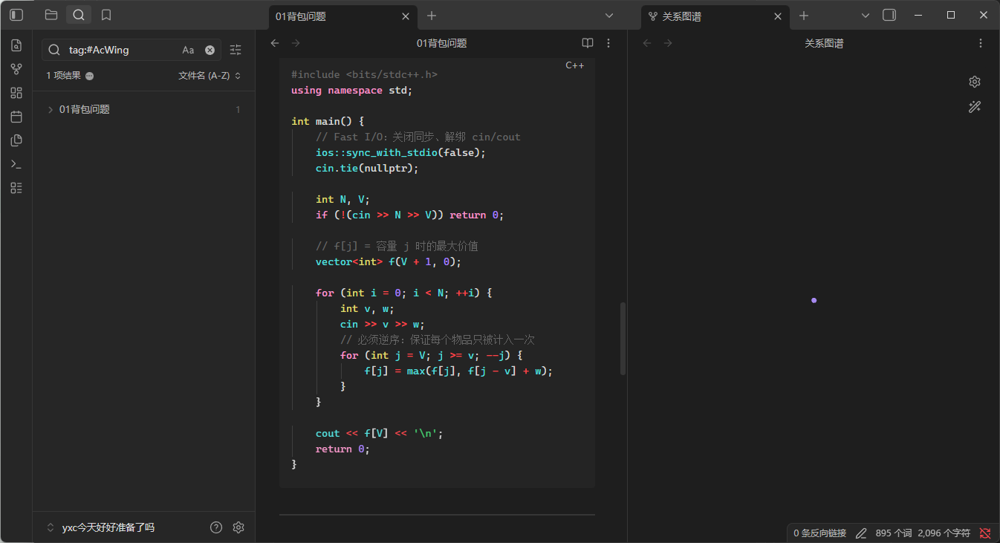 01背包问题
关系图谱
tag:#AcWing
Aa
1 项结果
文件名 (A-Z)
01背包问题
1
yxc今天好好准备了吗
01背包问题
C++
#include <bits/stdc++.h>
using namespace std;
int main() {
// Fast I/O：关闭同步、解绑 cin/cout
ios::sync_with_stdio(false);
cin.tie(nullptr);
int N, V;
if (!(cin >> N >> V)) return 0;
// f[j] = 容量 j 时的最大价值
vector<int> f(V + 1, 0);
for (int i = 0; i < N; ++i) {
int v, w;
cin >> v >> w;
// 必须逆序：保证每个物品只被计入一次
for (int j = V; j >= v; --j) {
f[j] = max(f[j], f[j - v] + w);
}
}
cout << f[V] << '\n';
return 0;
}
关系图谱
0 条反向链接
895 个词
2,096 个字符